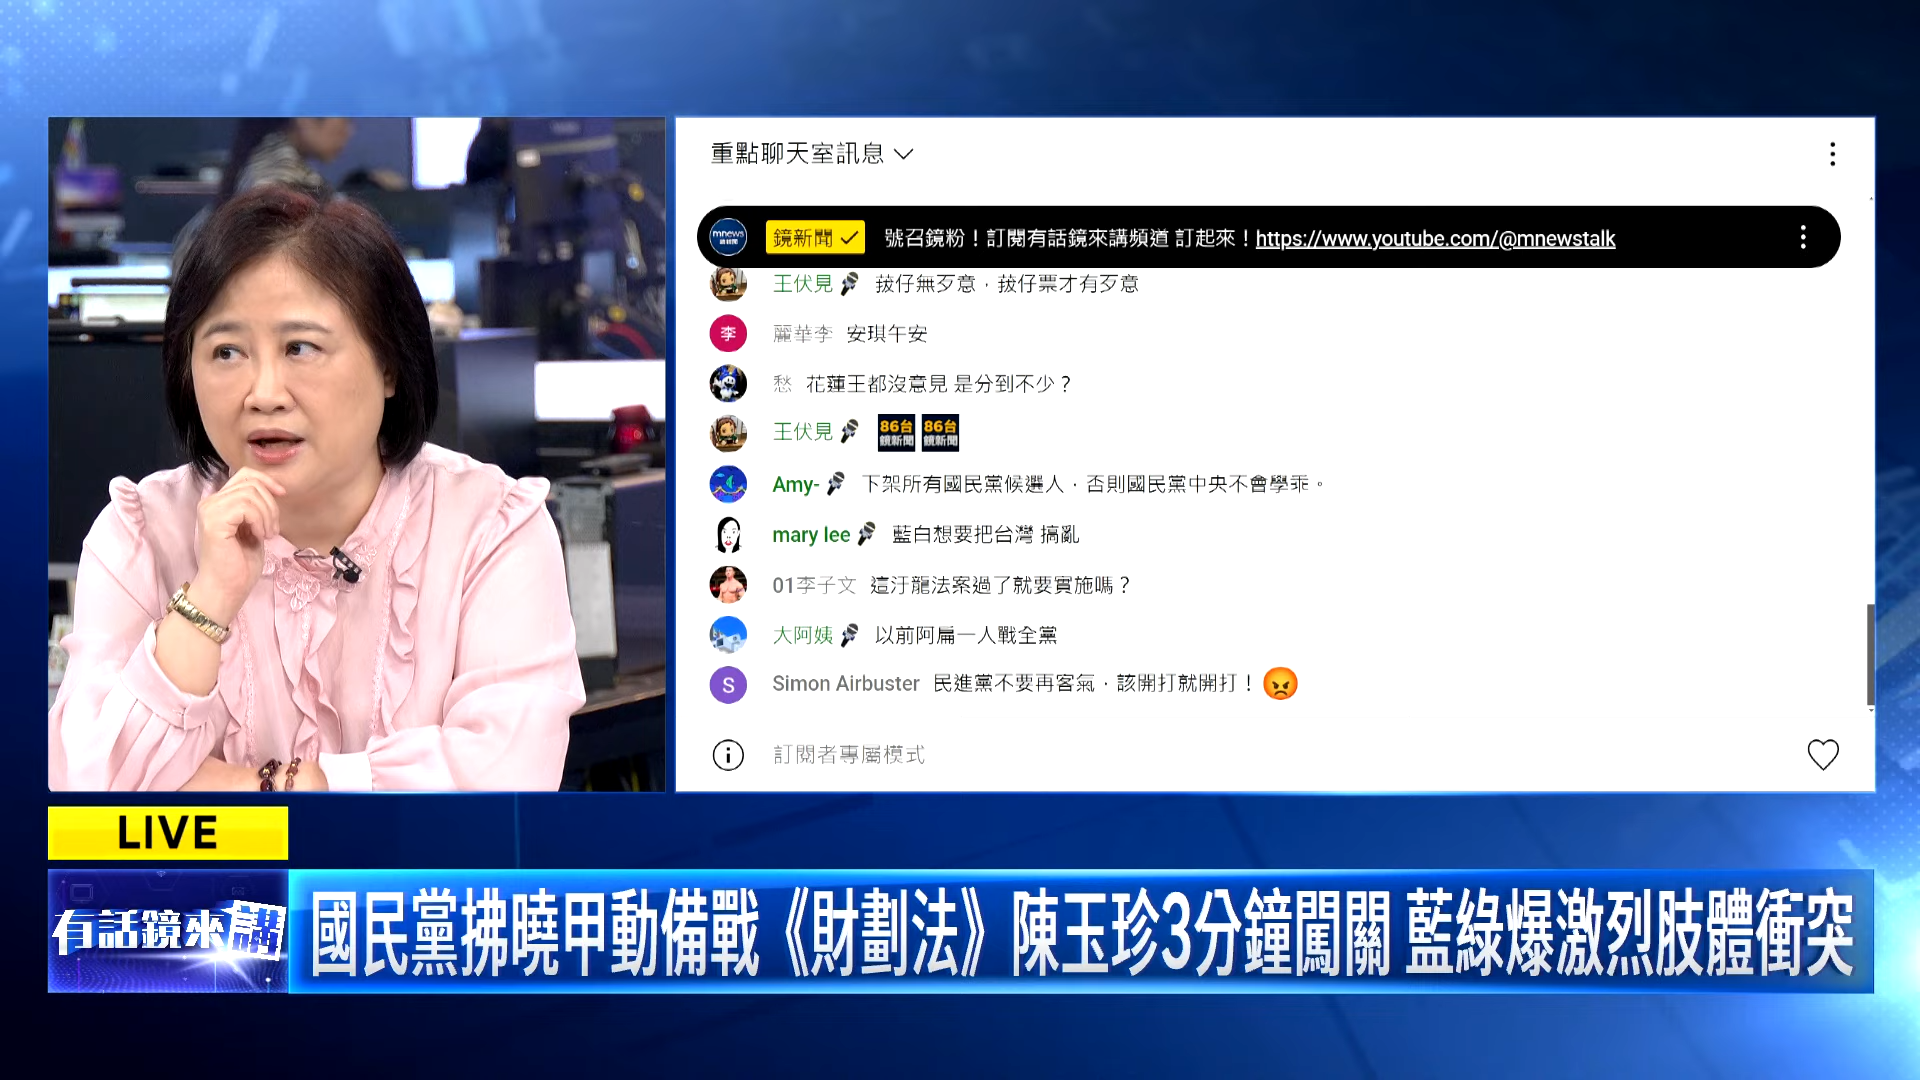 重點聊天室訊息
mnews 鏡新聞 號召鏡粉！訂閱有話鏡來講頻道 訂起來！https://www.youtube.com/@mnewstalk
王伏見 菝仔無歹意，菝仔票才有歹意
李 麗華李 安琪午安
愁 花蓮王都沒意見 是分到不少？
王伏見 86台 鏡新聞 86台 鏡新聞
Amy- 下架所有國民黨候選人，否則國民黨中央不會學乖。
mary lee 藍白想要把台灣 搞亂
01李子文 這汙龍法案過了就要實施嗎？
大阿姨 以前阿扁一人戰全黨
S Simon Airbuster 民進黨不要再客氣，該開打就開打！
訂閱者專屬模式
LIVE
有話鏡來講
國民黨拂曉甲動備戰《財劃法》陳玉珍3分鐘闖關 藍綠爆激烈肢體衝突